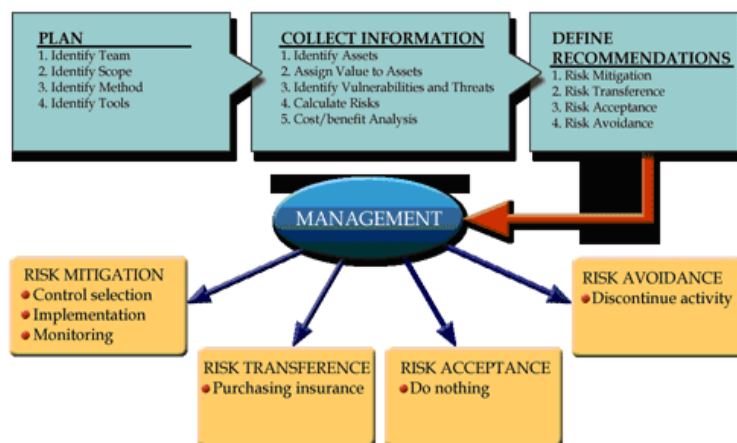 PLAN
1. Identify Team
2. Identify Scope
3. Identify Method
4. Identify Tools
COLLECT INFORMATION
1. Identify Assets
2. Assign Value to Assets
3. Identify Vulnerabilities and Threats
4. Calculate Risks
5. Cost/benefit Analysis
DEFINE
RECOMMENDATIONS
1. Risk Mitigation
2. Risk Transference
3. Risk Acceptance
4. Risk Avoidance
MANAGEMENT
RISK MITIGATION
• Control selection
• Implementation
• Monitoring
RISK TRANSFERENCE
• Purchasing insurance
RISK ACCEPTANCE
• Do nothing
RISK AVOIDANCE
• Discontinue activity